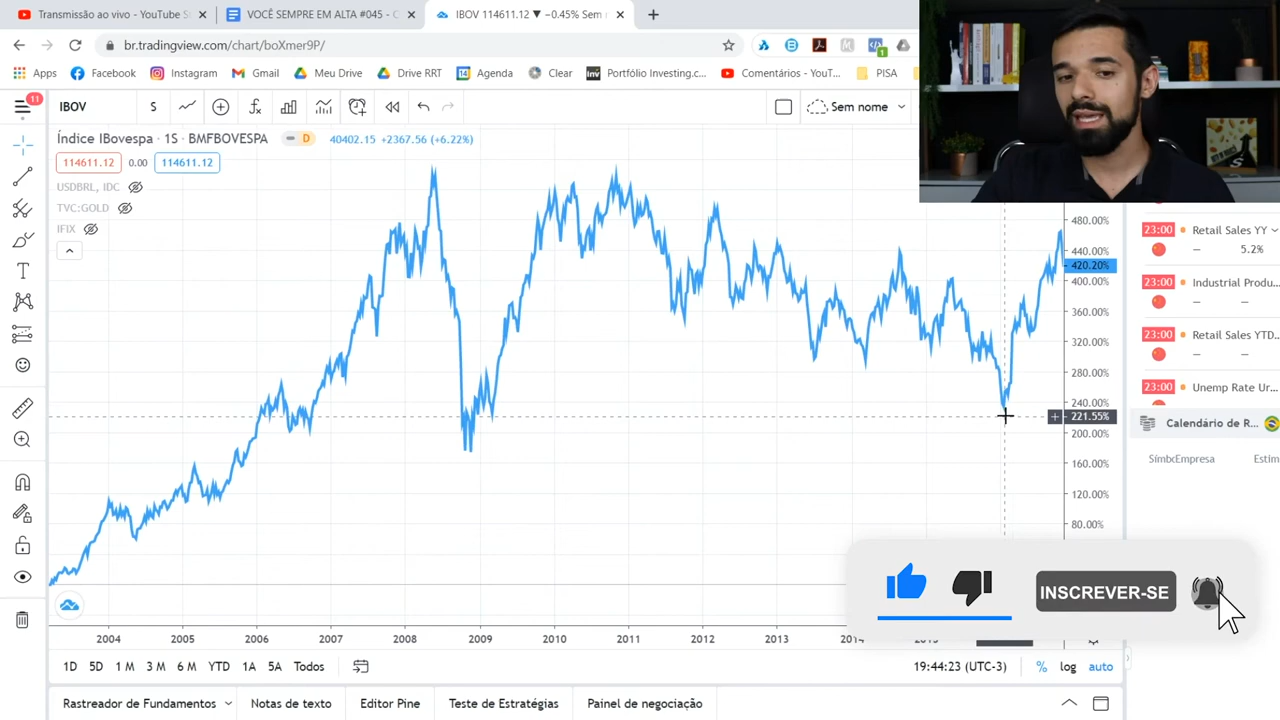 Transmissão ao vivo - YouTube S
VOCÊ SEMPRE EM ALTA #045 - C
IBOV 114611.12 ▼ −0.45% Sem n
br.tradingview.com/chart/boXmer9P/
Apps
Facebook
Instagram
Gmail
Meu Drive
Drive RRT
Agenda
Clear
Portfólio Investing.c...
Comentários - YouT...
PISA
11
IBOV
Sem nome
Índice IBovespa · 1S · BMFBOVESPA
D
40402.15 +2367.56 (+6.22%)
114611.12
0.00
114611.12
USDBRL, IDC
TVC:GOLD
IFIX
480.00%
440.00%
420.20%
400.00%
360.00%
320.00%
280.00%
240.00%
221.55%
200.00%
160.00%
120.00%
80.00%
23:00 Retail Sales YY
— 5.2%
23:00 Industrial Produ...
— —
23:00 Retail Sales YTD...
— —
23:00 Unemp Rate Ur...
Calendário de R...
Símbc Empresa Estim
INSCREVER-SE
2004 2005 2006 2007 2008 2009 2010 2011 2012 2013 2014 2015
1D 5D 1 M 3 M 6 M YTD 1A 5A Todos
19:44:23 (UTC-3) % log auto
Rastreador de Fundamentos
Notas de texto
Editor Pine
Teste de Estratégias
Painel de negociação